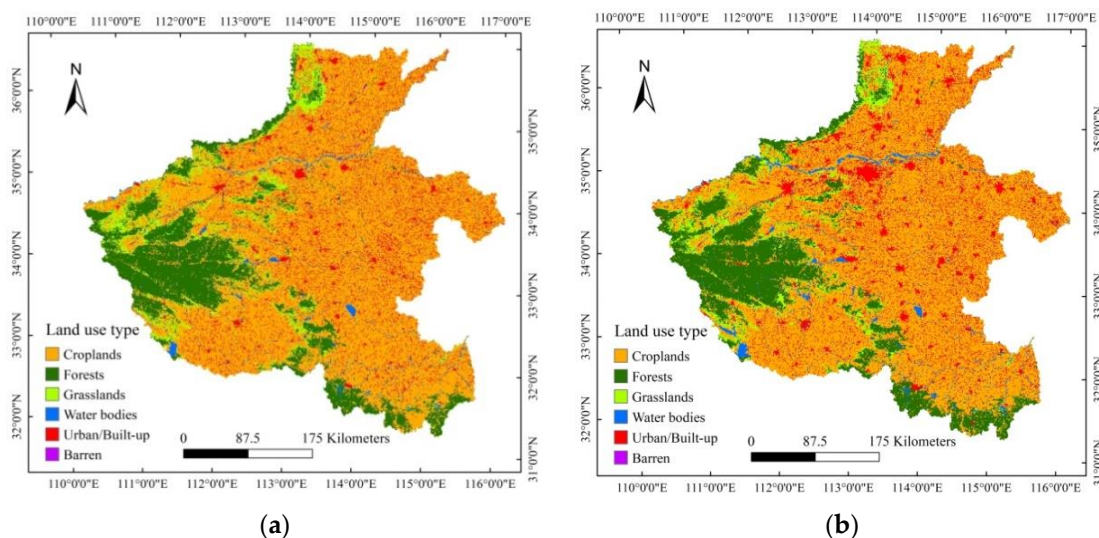 110°0'0"E 111°0'0"E 112°0'0"E 113°0'0"E 114°0'0"E 115°0'0"E 116°0'0"E 117°0'0"E
N
36°0'0"N
35°0'0"N
34°0'0"N
33°0'0"N
32°0'0"N
35°0'0"N
34°0'0"N
33°0'0"N
32°0'0"N
31°0'0"N
Land use type
Croplands
Forests
Grasslands
Water bodies
Urban/Built-up
Barren
0 87.5 175 Kilometers
110°0'0"E 111°0'0"E 112°0'0"E 113°0'0"E 114°0'0"E 115°0'0"E 116°0'0"E
(a)
110°0'0"E 111°0'0"E 112°0'0"E 113°0'0"E 114°0'0"E 115°0'0"E 116°0'0"E 117°0'0"E
N
36°0'0"N
35°0'0"N
34°0'0"N
33°0'0"N
32°0'0"N
35°0'0"N
34°0'0"N
33°0'0"N
32°0'0"N
31°0'0"N
Land use type
Croplands
Forests
Grasslands
Water bodies
Urban/Built-up
Barren
0 87.5 175 Kilometers
110°0'0"E 111°0'0"E 112°0'0"E 113°0'0"E 114°0'0"E 115°0'0"E 116°0'0"E
(b)